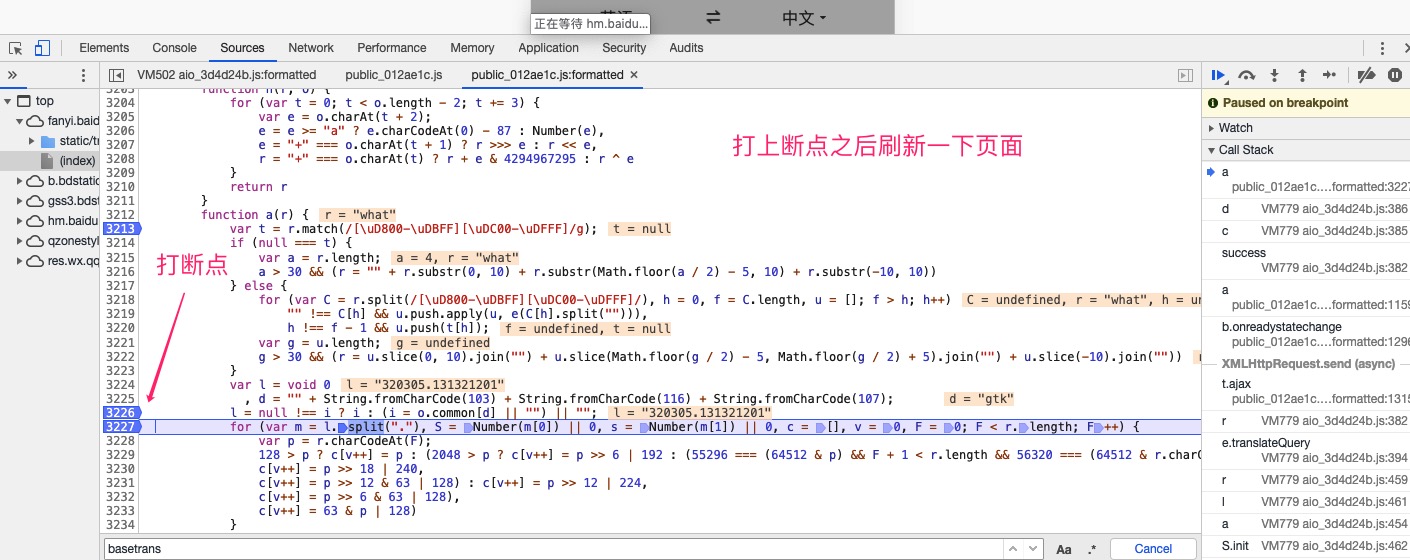 中文
正在等待 hm.baidu...
Elements Console Sources Network Performance Memory Application Security Audits
VM502 aio_3d4d24b.js:formatted public_012ae1c.js public_012ae1c.js:formatted ×
top
fanyi.baid
static/tr
(index)
b.bdstatic
gss3.bdst
hm.baidu
qzonestyl
res.wx.qq
3204 for (var t = 0; t < o.length - 2; t += 3) {
3205 var e = o.charAt(t + 2);
3206 e = e >= "a" ? e.charCodeAt(0) - 87 : Number(e),
3207 e = "+" === o.charAt(t + 1) ? r >>> e : r << e,
3208 r = "+" === o.charAt(t) ? r + e & 4294967295 : r ^ e
3209 }
3210 return r
3211 }
3212 function a(r) { r = "what"
3213 var t = r.match(/[\uD800-\uDBFF][\uDC00-\uDFFF]/g); t = null
3214 if (null === t) {
3215 var a = r.length; a = 4, r = "what"
3216 a > 30 && (r = "" + r.substr(0, 10) + r.substr(Math.floor(a / 2) - 5, 10) + r.substr(-10, 10))
3217 } else {
3218 for (var C = r.split(/[\uD800-\uDBFF][\uDC00-\uDFFF]/), h = 0, f = C.length, u = []; f > h; h++) C = undefined, r = "what", h = un
3219 "" !== C[h] && u.push.apply(u, e(C[h].split(""))),
3220 h !== f - 1 && u.push(t[h]); f = undefined, t = null
3221 var g = u.length; g = undefined
3222 g > 30 && (r = u.slice(0, 10).join("") + u.slice(Math.floor(g / 2) - 5, Math.floor(g / 2) + 5).join("") + u.slice(-10).join(""))
3223 }
3224 var l = void 0 l = "320305.131321201"
3225 , d = "" + String.fromCharCode(103) + String.fromCharCode(116) + String.fromCharCode(107); d = "gtk"
3226 l = null !== i ? i : (i = o.common[d] || "") || ""; l = "320305.131321201"
3227 for (var m = l.split("."), S = Number(m[0]) || 0, s = Number(m[1]) || 0, c = [], v = 0, F = 0; F < r.length; F++) {
3228 var p = r.charCodeAt(F);
3229 128 > p ? c[v++] = p : (2048 > p ? c[v++] = p >> 6 | 192 : (55296 === (64512 & p) && F + 1 < r.length && 56320 === (64512 & r.charC
3230 c[v++] = p >> 18 | 240,
3231 c[v++] = p >> 12 & 63 | 128) : c[v++] = p >> 12 | 224,
3232 c[v++] = p >> 6 & 63 | 128),
3233 c[v++] = 63 & p | 128)
3234 }
打上断点之后刷新一下页面
打断点
basetrans
Aa .* Cancel
Paused on breakpoint
Watch
Call Stack
a
public_012ae1c.…formatted:3227
d VM779 aio_3d4d24b.js:386
c VM779 aio_3d4d24b.js:385
success
VM779 aio_3d4d24b.js:382
a
public_012ae1c.…formatted:1159
b.onreadystatechange
public_012ae1c.…formatted:1296
XMLHttpRequest.send (async)
t.ajax
public_012ae1c.…formatted:1315
r VM779 aio_3d4d24b.js:382
e.translateQuery
VM779 aio_3d4d24b.js:394
r VM779 aio_3d4d24b.js:459
l VM779 aio_3d4d24b.js:461
a VM779 aio_3d4d24b.js:454
S.init VM779 aio_3d4d24b.js:462